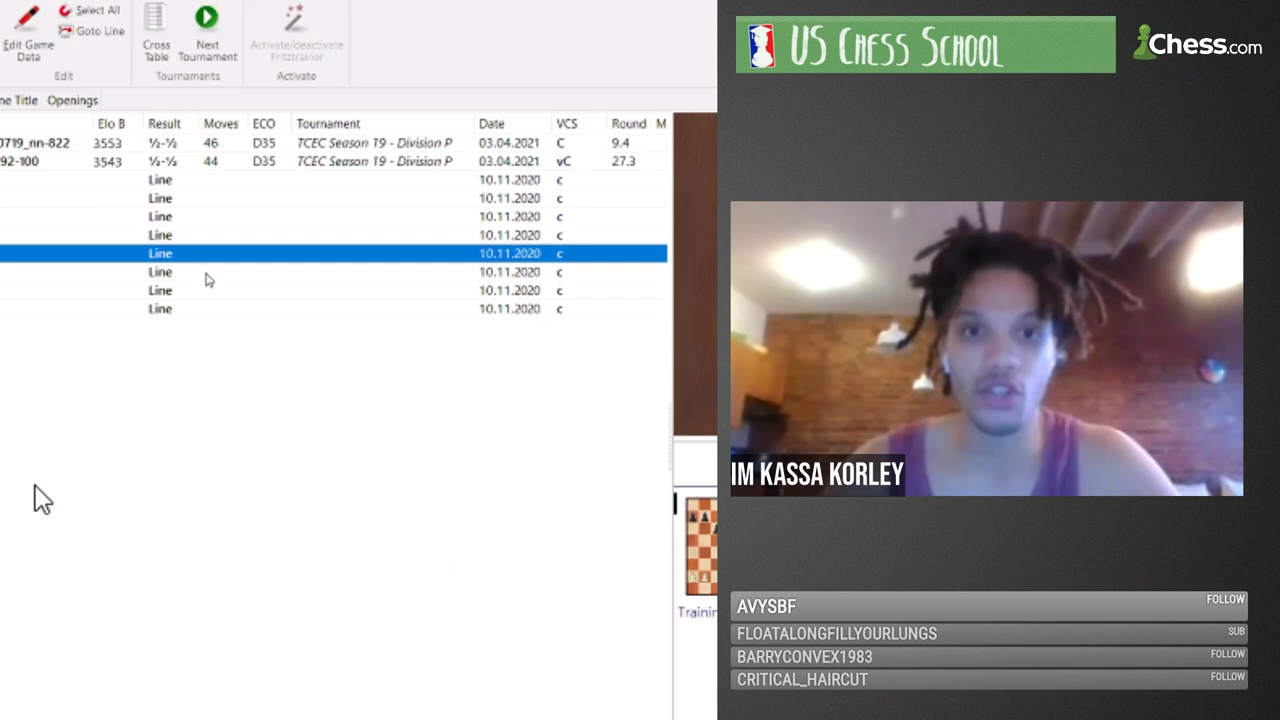 Select All
Goto Line
Edit Game
Data
Cross
Table
Next
Tournament
Activate/deactivate
Fritztrainer
Edit
Tournaments
Activate
ne Title Openings
Elo B Result Moves ECO Tournament Date VCS Round M
0719_nn-822 3553 ½-½ 46 D35 TCEC Season 19 - Division P 03.04.2021 C 9.4
92-100 3543 ½-½ 44 D35 TCEC Season 19 - Division P 03.04.2021 vC 27.3
Line 10.11.2020 c
Line 10.11.2020 c
Line 10.11.2020 c
Line 10.11.2020 c
Line 10.11.2020 c
Line 10.11.2020 c
Line 10.11.2020 c
Line 10.11.2020 c
Trainin
US CHESS SCHOOL
Chess.com
IM KASSA KORLEY
AVYSBF FOLLOW
FLOATALONGFILLYOURLUNGS SUB
BARRYCONVEX1983 FOLLOW
CRITICAL_HAIRCUT FOLLOW